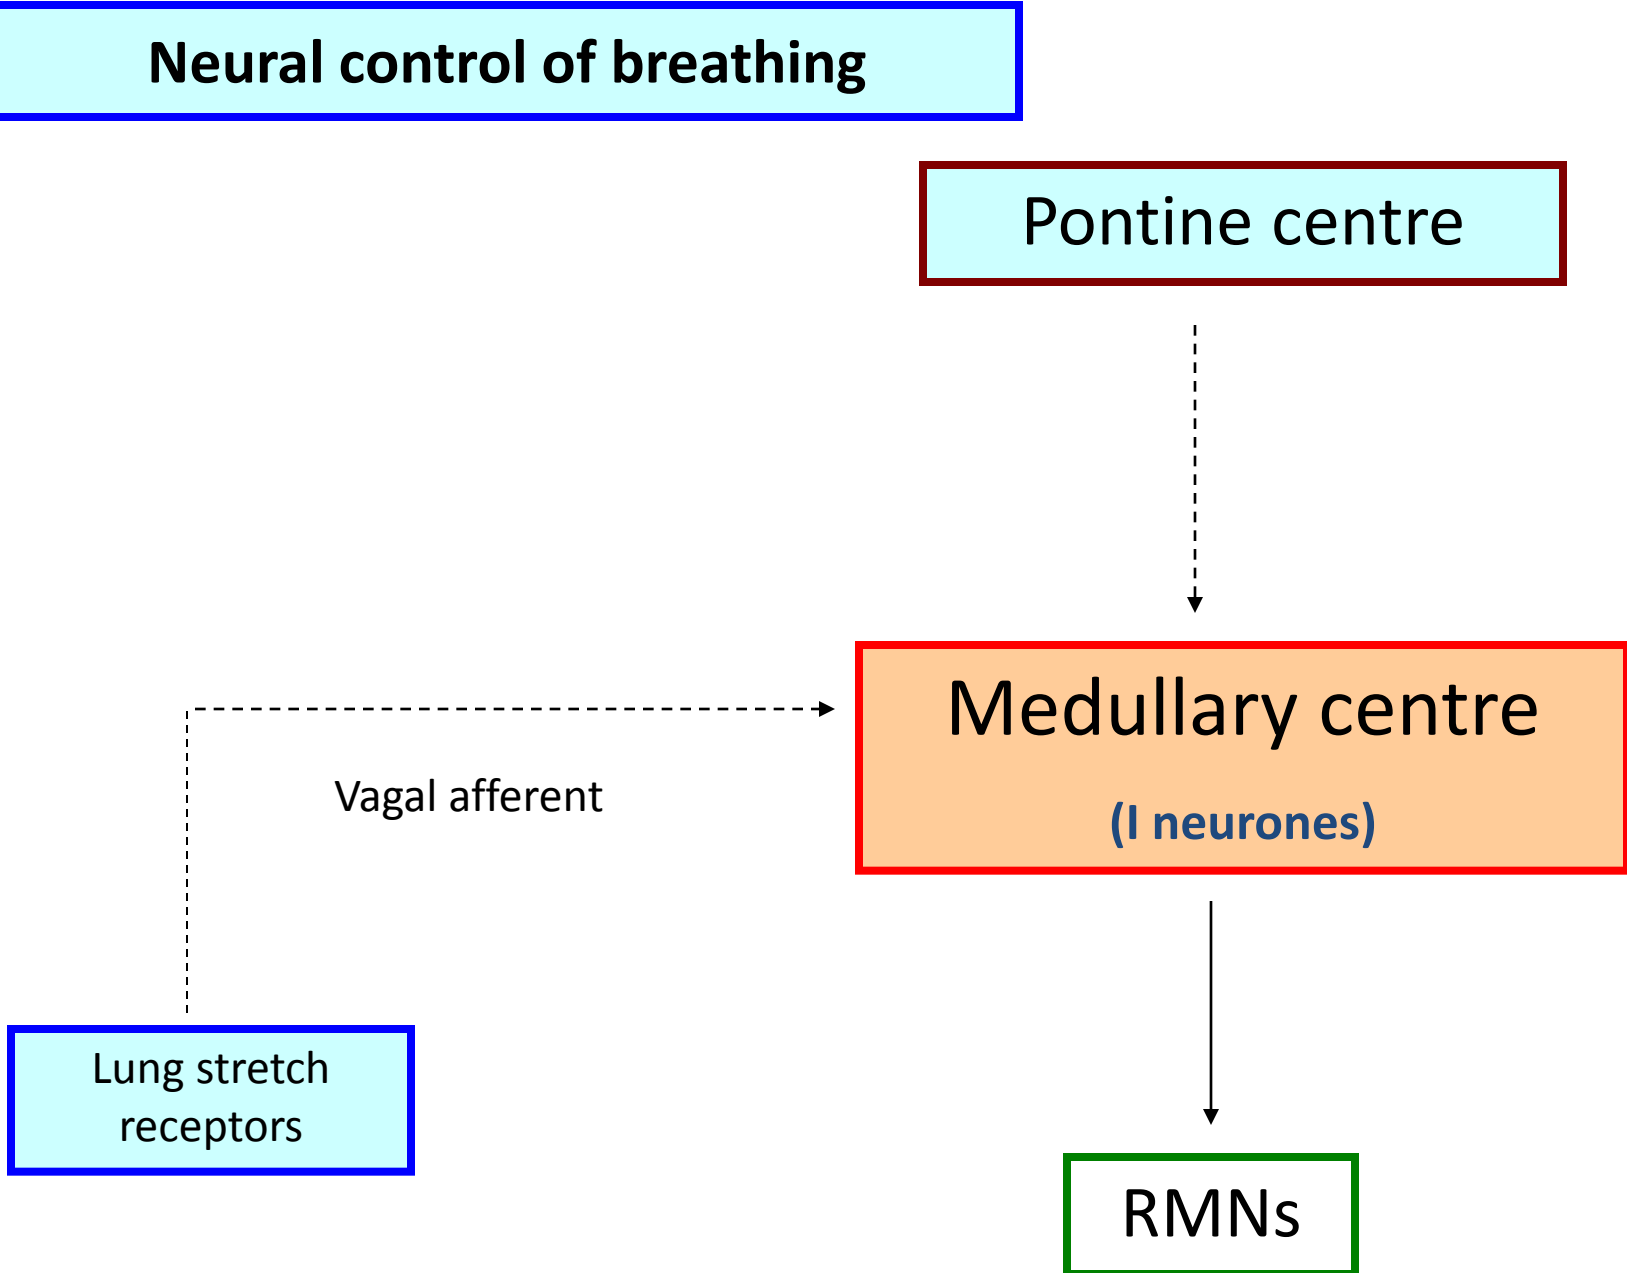 Neural control of breathing
Pontine centre
Medullary centre
(I neurones)
Vagal afferent
Lung stretch
receptors
RMNs